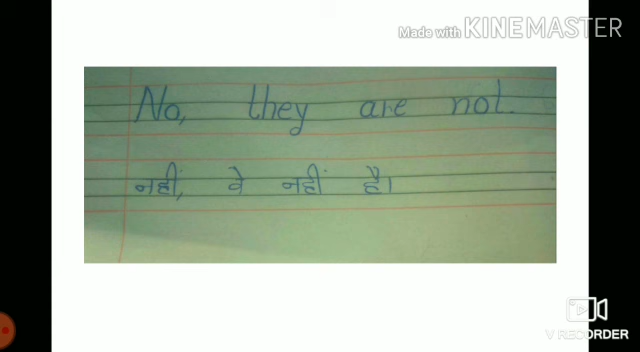 Made with KINEMASTER
No, they are not.
नहीं, वे नहीं है।
V RECORDER